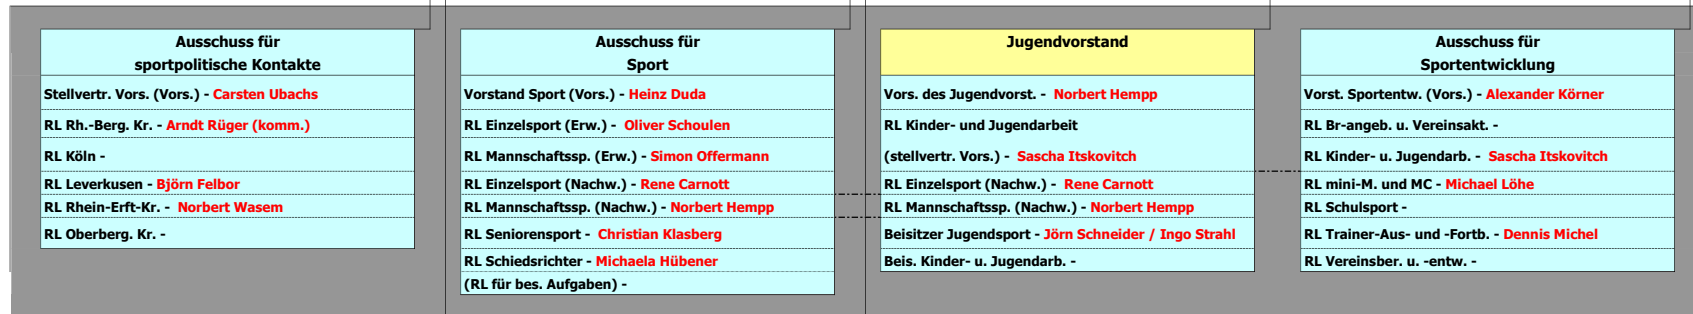 Ausschuss für
sportpolitische Kontakte
Stellvertr. Vors. (Vors.) - Carsten Ubachs
RL Rh.-Berg. Kr. - Arndt Rüger (komm.)
RL Köln -
RL Leverkusen - Björn Felbor
RL Rhein-Erft-Kr. - Norbert Wasem
RL Oberberg. Kr. -
Ausschuss für
Sport
Vorstand Sport (Vors.) - Heinz Duda
RL Einzelsport (Erw.) - Oliver Schoulen
RL Mannschaftssp. (Erw.) - Simon Offermann
RL Einzelsport (Nachw.) - Rene Carnott
RL Mannschaftssp. (Nachw.) - Norbert Hempp
RL Seniorensport - Christian Klasberg
RL Schiedsrichter - Michaela Hübener
(RL für bes. Aufgaben) -
Jugendvorstand
Vors. des Jugendvorst. - Norbert Hempp
RL Kinder- und Jugendarbeit
(stellvertr. Vors.) - Sascha Itskovitch
RL Einzelsport (Nachw.) - Rene Carnott
RL Mannschaftssp. (Nachw.) - Norbert Hempp
Beisitzer Jugendsport - Jörn Schneider / Ingo Strahl
Beis. Kinder- u. Jugendarb. -
Ausschuss für
Sportentwicklung
Vorst. Sportentw. (Vors.) - Alexander Körner
RL Br-angeb. u. Vereinsakt. -
RL Kinder- u. Jugendarb. - Sascha Itskovitch
RL mini-M. und MC - Michael Löhe
RL Schulsport -
RL Trainer-Aus- und -Fortb. - Dennis Michel
RL Vereinsber. u. -entw. -